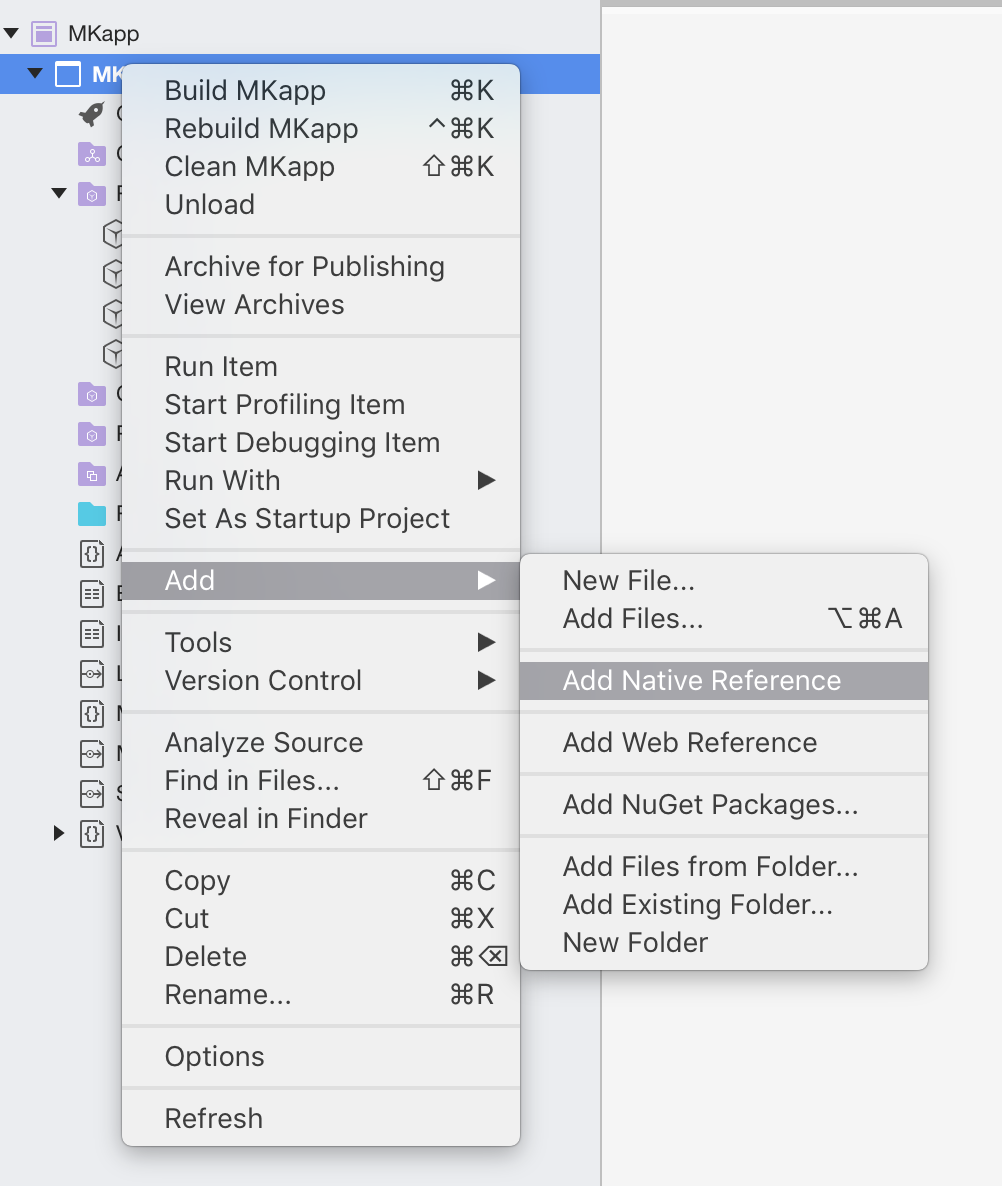 MKapp
MK
Build MKapp ⌘K
Rebuild MKapp ^⌘K
Clean MKapp ⇧⌘K
Unload
Archive for Publishing
View Archives
Run Item
Start Profiling Item
Start Debugging Item
Run With ▶
Set As Startup Project
Add ▶
New File...
Add Files... ⌥⌘A
Tools ▶
Add Native Reference
Version Control ▶
Analyze Source
Add Web Reference
Find in Files... ⇧⌘F
Add NuGet Packages...
Reveal in Finder
Add Files from Folder...
Copy ⌘C
Add Existing Folder...
Cut ⌘X
New Folder
Delete ⌘⌫
Rename... ⌘R
Options
Refresh